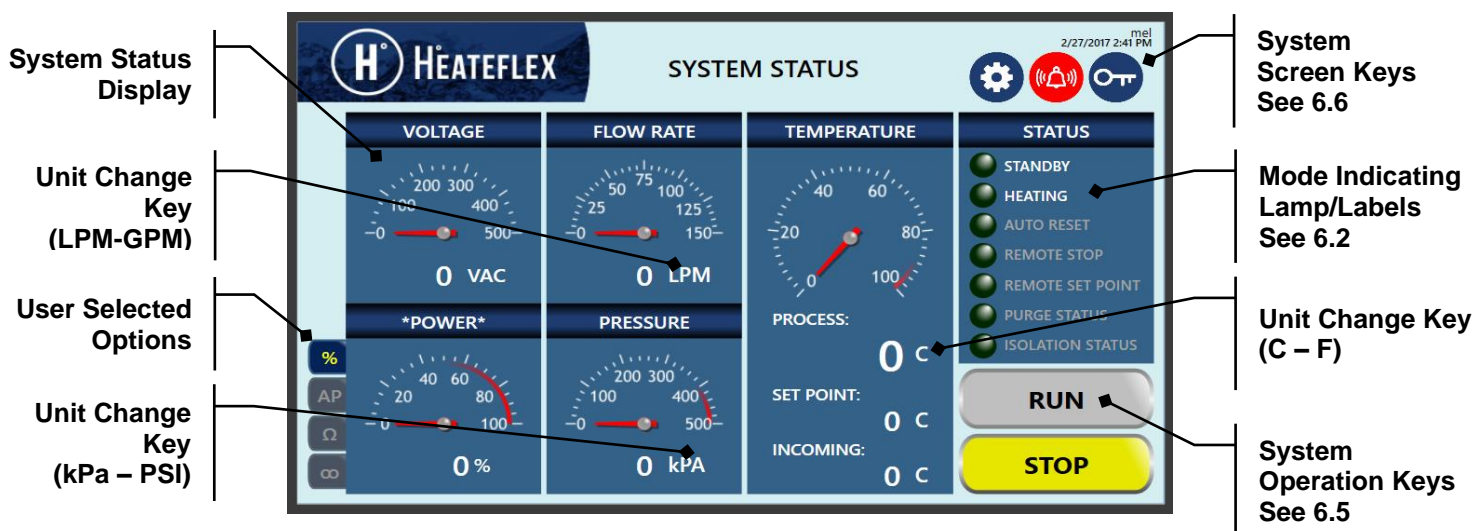 System Status
Display
Unit Change
Key
(LPM-GPM)
User Selected
Options
Unit Change
Key
(kPa – PSI)
H° HEATEFLEX
SYSTEM STATUS
mel
2/27/2017 2:41 PM
VOLTAGE
0 100 200 300 400 500
0 VAC
FLOW RATE
0 25 50 75 100 125 150
0 LPM
TEMPERATURE
0 20 40 60 80 100
PROCESS:
0 C
SET POINT:
0 C
INCOMING:
0 C
*POWER*
%
AP
Ω
∞
0 20 40 60 80 100
0 %
PRESSURE
0 100 200 300 400 500
0 kPA
STATUS
STANDBY
HEATING
AUTO RESET
REMOTE STOP
REMOTE SET POINT
PURGE STATUS
ISOLATION STATUS
RUN
STOP
System
Screen Keys
See 6.6
Mode Indicating
Lamp/Labels
See 6.2
Unit Change Key
(C – F)
System
Operation Keys
See 6.5